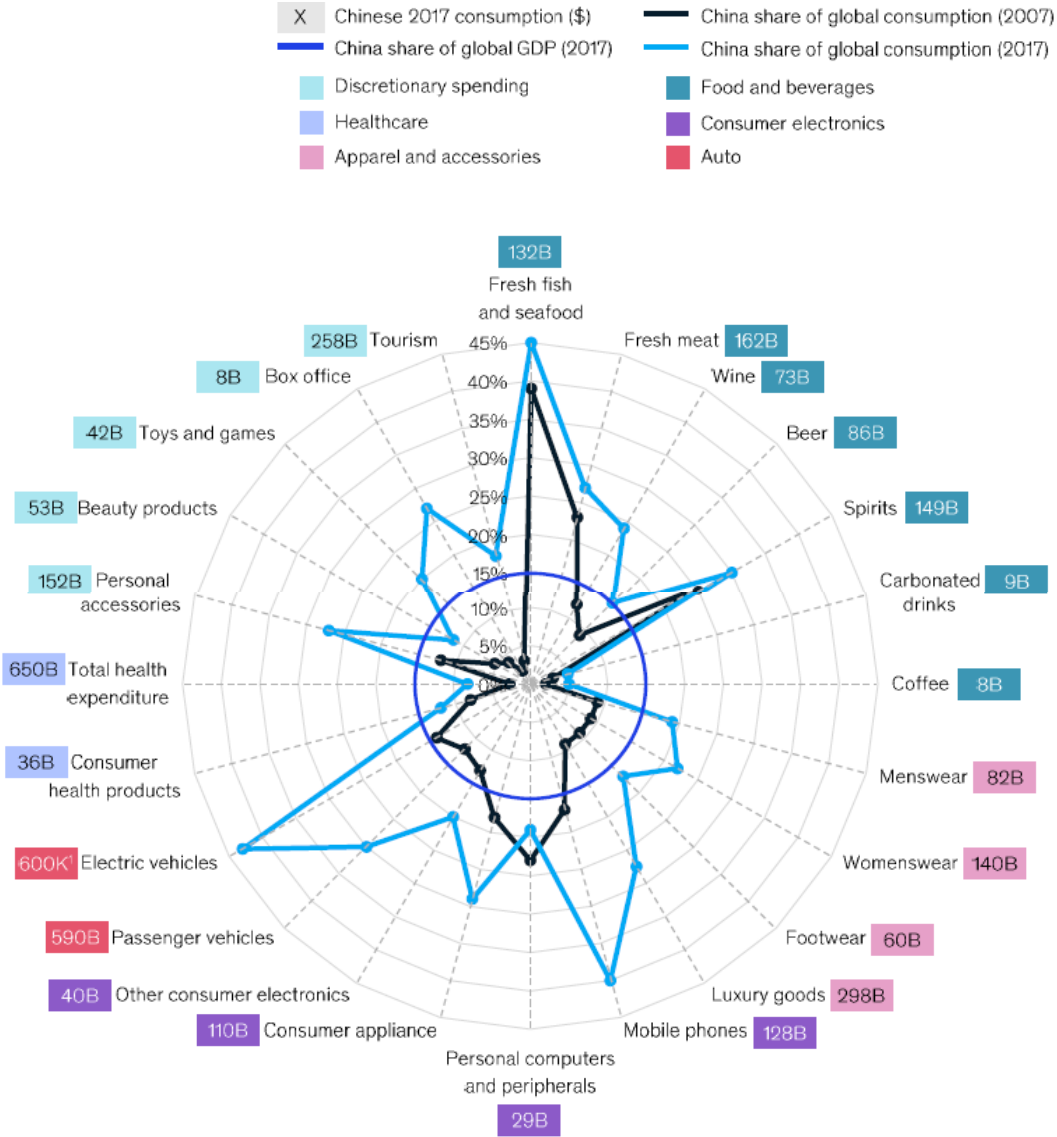 X Chinese 2017 consumption ($)
China share of global consumption (2007)
China share of global GDP (2017)
China share of global consumption (2017)
Discretionary spending
Food and beverages
Healthcare
Consumer electronics
Apparel and accessories
Auto
132B
Fresh fish
and seafood
258B Tourism
Fresh meat 162B
8B Box office
Wine 73B
42B Toys and games
Beer 86B
53B Beauty products
Spirits 149B
152B Personal
accessories
Carbonated 9B
drinks
650B Total health
expenditure
Coffee 8B
36B Consumer
health products
Menswear 82B
600K¹ Electric vehicles
Womenswear 140B
590B Passenger vehicles
Footwear 60B
40B Other consumer electronics
Luxury goods 298B
110B Consumer appliance
Mobile phones 128B
Personal computers
and peripherals
29B
45%
40%
35%
30%
25%
20%
15%
10%
5%
0%